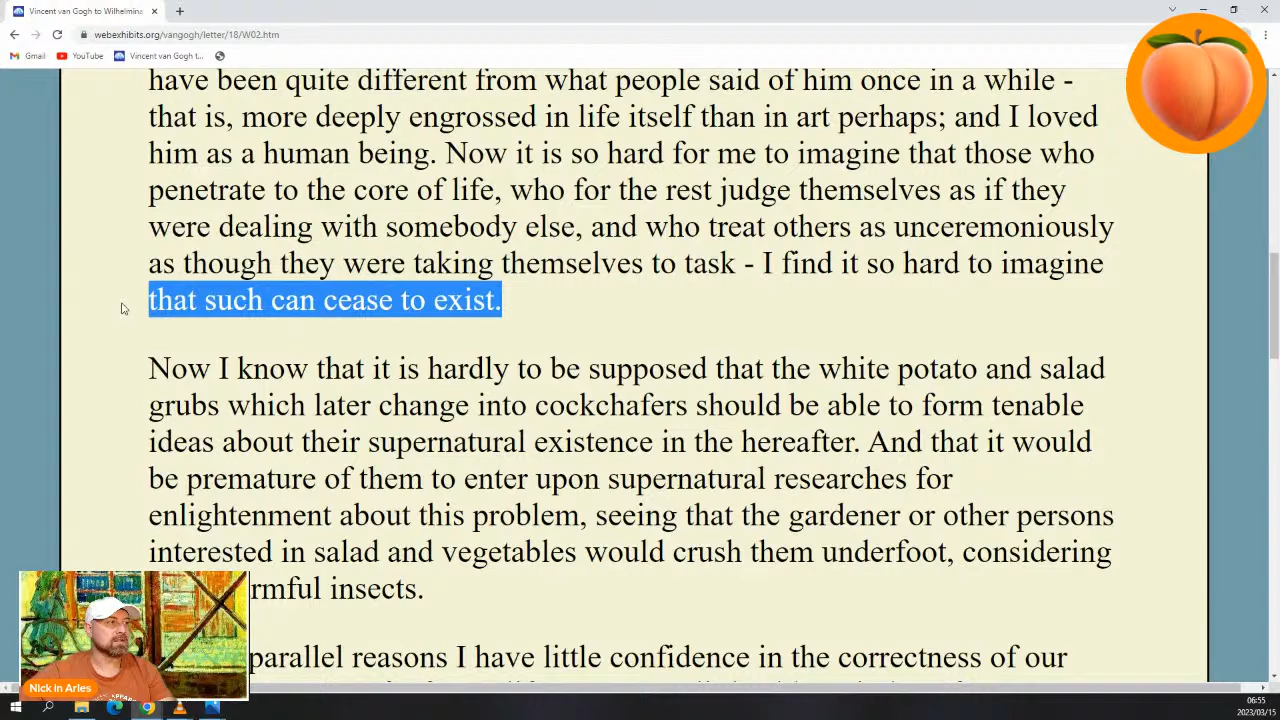 Vincent van Gogh to Wilhelmina
webexhibits.org/vangogh/letter/18/W02.htm
Gmail
YouTube
Vincent van Gogh t...
have been quite different from what people said of him once in a while -
that is, more deeply engrossed in life itself than in art perhaps; and I loved
him as a human being. Now it is so hard for me to imagine that those who
penetrate to the core of life, who for the rest judge themselves as if they
were dealing with somebody else, and who treat others as unceremoniously
as though they were taking themselves to task - I find it so hard to imagine
that such can cease to exist.
Now I know that it is hardly to be supposed that the white potato and salad
grubs which later change into cockchafers should be able to form tenable
ideas about their supernatural existence in the hereafter. And that it would
be premature of them to enter upon supernatural researches for
enlightenment about this problem, seeing that the gardener or other persons
interested in salad and vegetables would crush them underfoot, considering
rmful insects.
parallel reasons I have little confidence in the correctness of our
Nick in Arles
06:55
2023/03/15